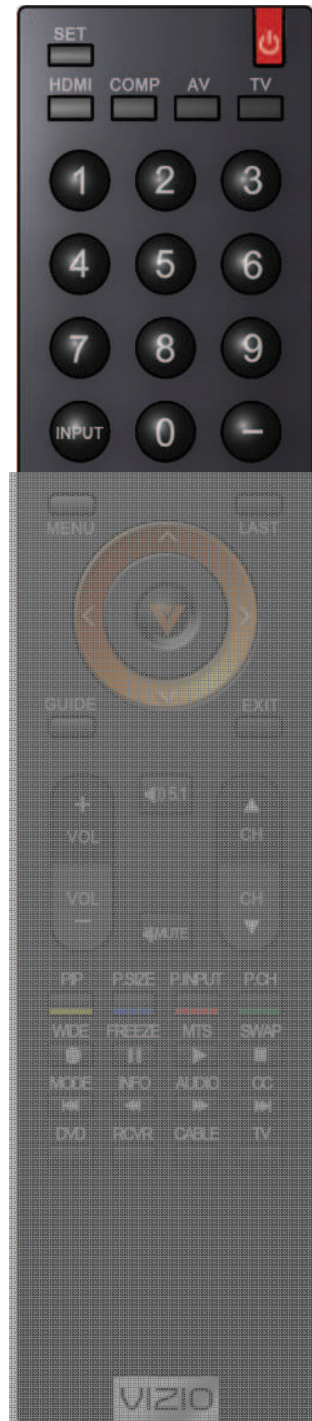 SET
HDMI COMP AV TV
1 2 3
4 5 6
7 8 9
INPUT 0 −
MENU LAST
GUIDE EXIT
+ 5.1
VOL CH
VOL CH
− MUTE
PIP P.SIZE P.INPUT P.CH
WIDE FREEZE MTS SWAP
MODE INFO AUDIO CC
DVD RCVR CABLE TV
VIZIO